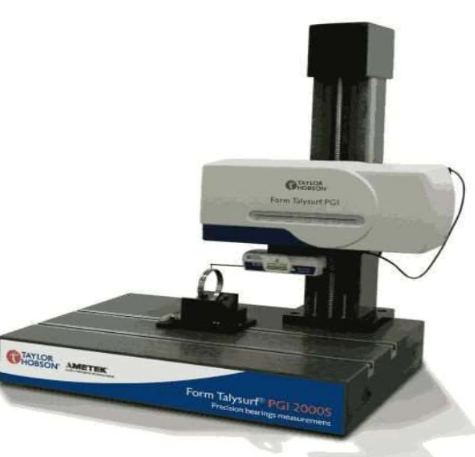 TAYLOR
HOBSON
Form Talysurf PGI
TAYLOR
HOBSON
AMETEK
Form Talysurf® PGI 2000S
Precision bearings measurement